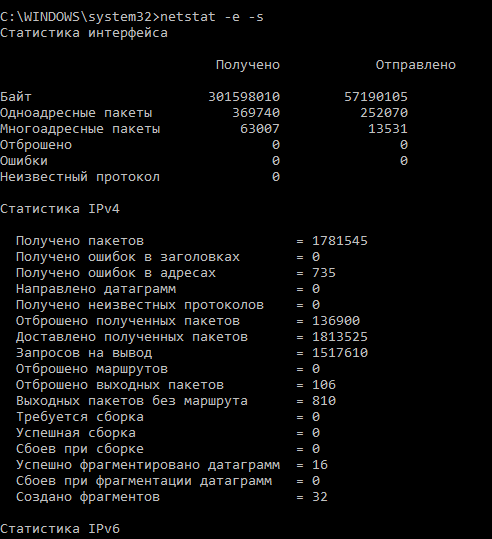 C:\WINDOWS\system32>netstat -e -s
Статистика интерфейса
Получено Отправлено
Байт 301598010 57190105
Одноадресные пакеты 369740 252070
Многоадресные пакеты 63007 13531
Отброшено 0 0
Ошибки 0 0
Неизвестный протокол 0
Статистика IPv4
Получено пакетов = 1781545
Получено ошибок в заголовках = 0
Получено ошибок в адресах = 735
Направлено датаграмм = 0
Получено неизвестных протоколов = 0
Отброшено полученных пакетов = 136900
Доставлено полученных пакетов = 1813525
Запросов на вывод = 1517610
Отброшено маршрутов = 0
Отброшено выходных пакетов = 106
Выходных пакетов без маршрута = 810
Требуется сборка = 0
Успешная сборка = 0
Сбоев при сборке = 0
Успешно фрагментировано датаграмм = 16
Сбоев при фрагментации датаграмм = 0
Создано фрагментов = 32
Статистика IPv6